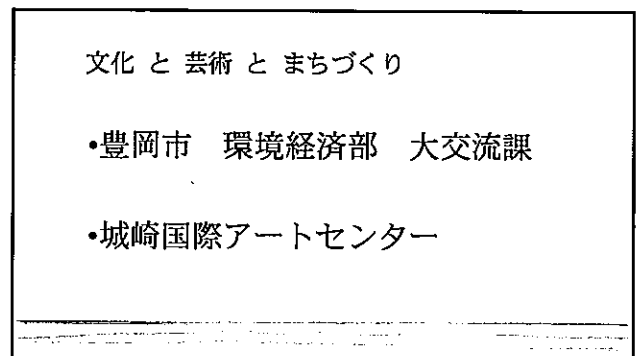 文化 と 芸術 と まちづくり
•豊岡市　環境経済部　大交流課
•城崎国際アートセンター